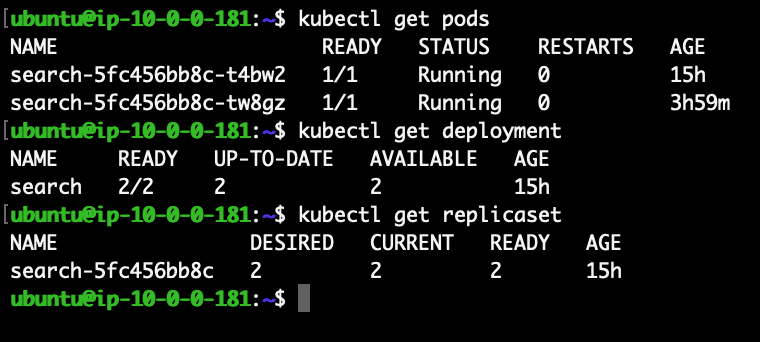 [ubuntu@ip-10-0-0-181:~$ kubectl get pods
NAME                      READY   STATUS    RESTARTS   AGE
search-5fc456bb8c-t4bw2   1/1     Running   0          15h
search-5fc456bb8c-tw8gz   1/1     Running   0          3h59m
[ubuntu@ip-10-0-0-181:~$ kubectl get deployment
NAME     READY   UP-TO-DATE   AVAILABLE   AGE
search   2/2     2            2           15h
[ubuntu@ip-10-0-0-181:~$ kubectl get replicaset
NAME                DESIRED   CURRENT   READY   AGE
search-5fc456bb8c   2         2         2       15h
ubuntu@ip-10-0-0-181:~$